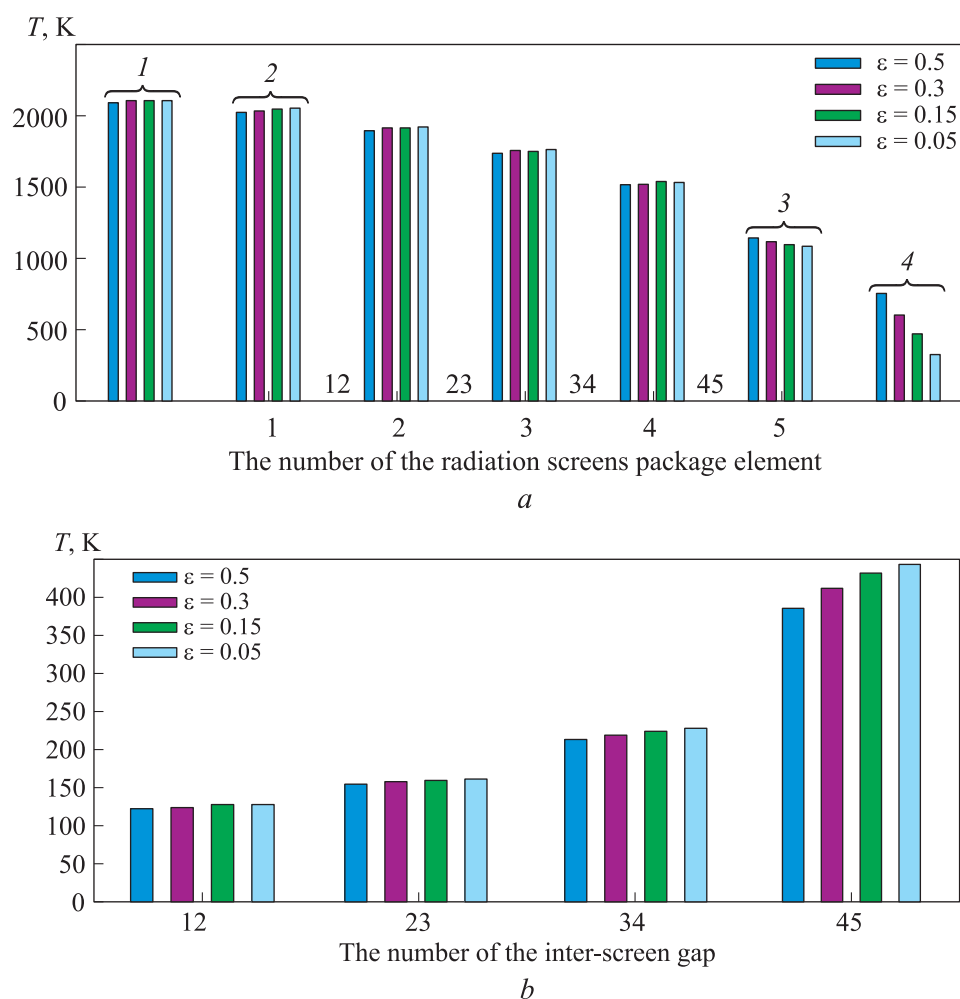 T, K
1
2
3
4
ε = 0.5
ε = 0.3
ε = 0.15
ε = 0.05
2000
1500
1000
500
0
12
23
34
45
1
2
3
4
5
The number of the radiation screens package element
a
T, K
ε = 0.5
ε = 0.3
ε = 0.15
ε = 0.05
400
350
300
250
200
150
100
50
0
12
23
34
45
The number of the inter-screen gap
b